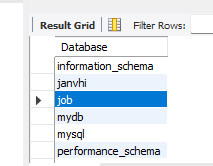 Result Grid Filter Rows:
Database
information_schema
janvhi
job
mydb
mysql
performance_schema